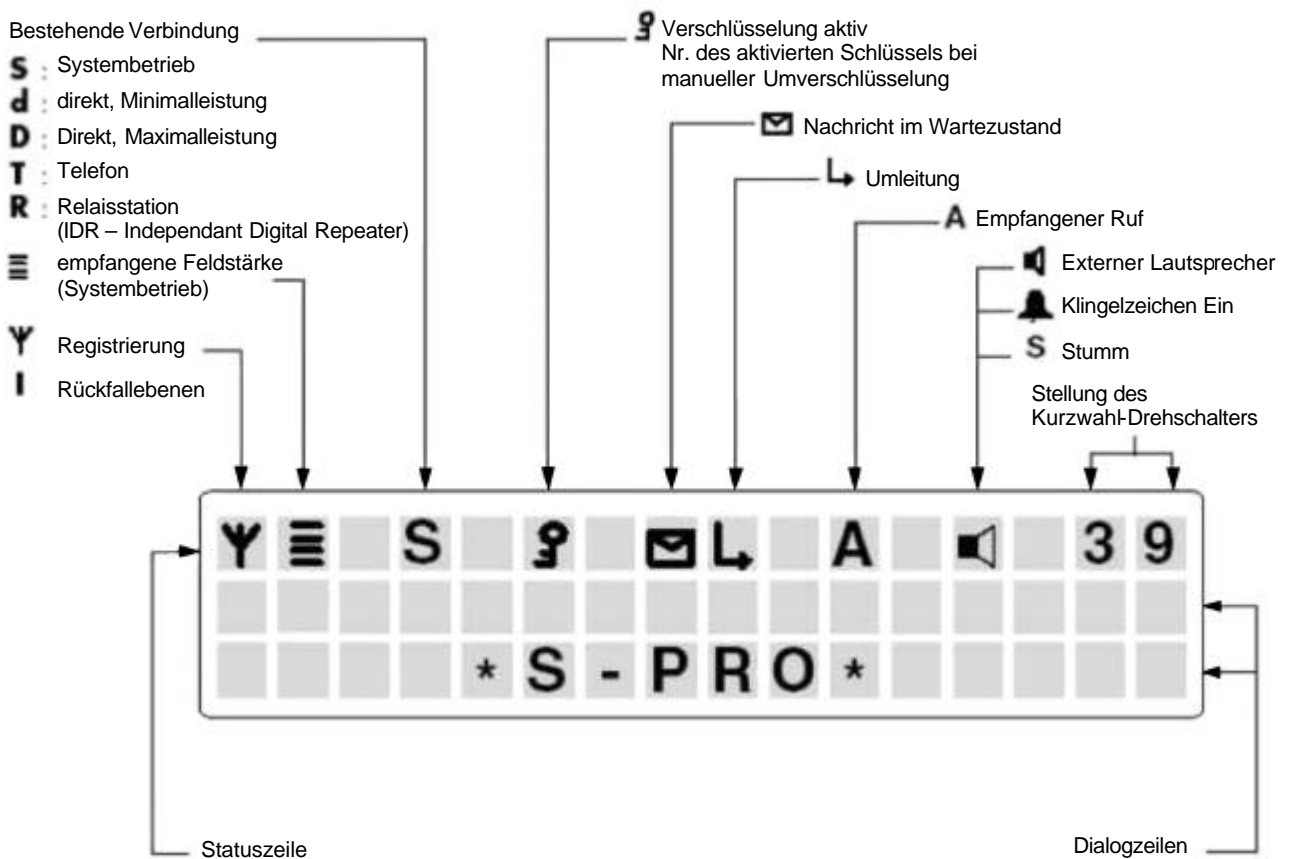 Bestehende Verbindung
S : Systembetrieb
d : direkt, Minimalleistung
D : Direkt, Maximalleistung
T : Telefon
R : Relaisstation
(IDR – Independant Digital Repeater)
empfangene Feldstärke
(Systembetrieb)
Registrierung
I Rückfallebenen
Verschlüsselung aktiv
Nr. des aktivierten Schlüssels bei
manueller Umverschlüsselung
Nachricht im Wartezustand
Umleitung
A Empfangener Ruf
Externer Lautsprecher
Klingelzeichen Ein
S Stumm
Stellung des
Kurzwahl-Drehschalters
S A 3 9
*S-PRO*
Statuszeile
Dialogzeilen